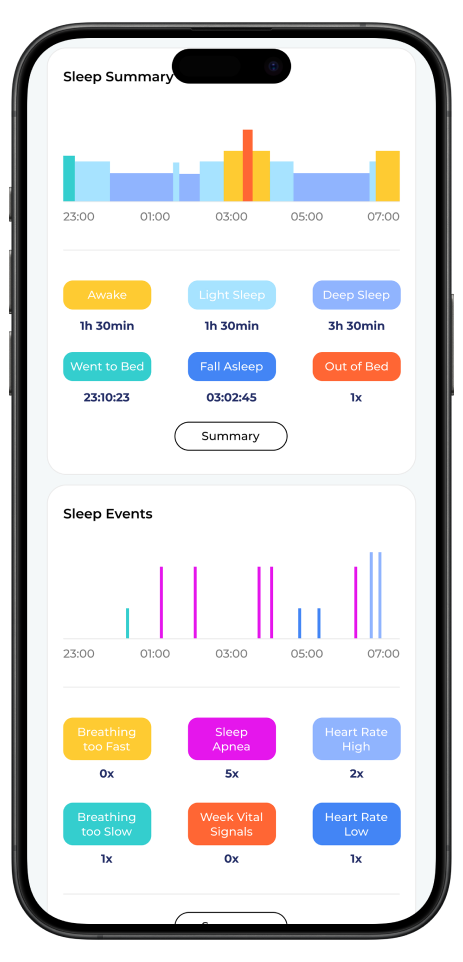 Sleep Summary
23:00 01:00 03:00 05:00 07:00
Awake Light Sleep Deep Sleep
1h 30min 1h 30min 3h 30min
Went to Bed Fall Asleep Out of Bed
23:10:23 03:02:45 1x
Summary
Sleep Events
23:00 01:00 03:00 05:00 07:00
Breathing Sleep Heart Rate
too Fast Apnea High
0x 5x 2x
Breathing Week Vital Heart Rate
too Slow Signals Low
1x 0x 1x